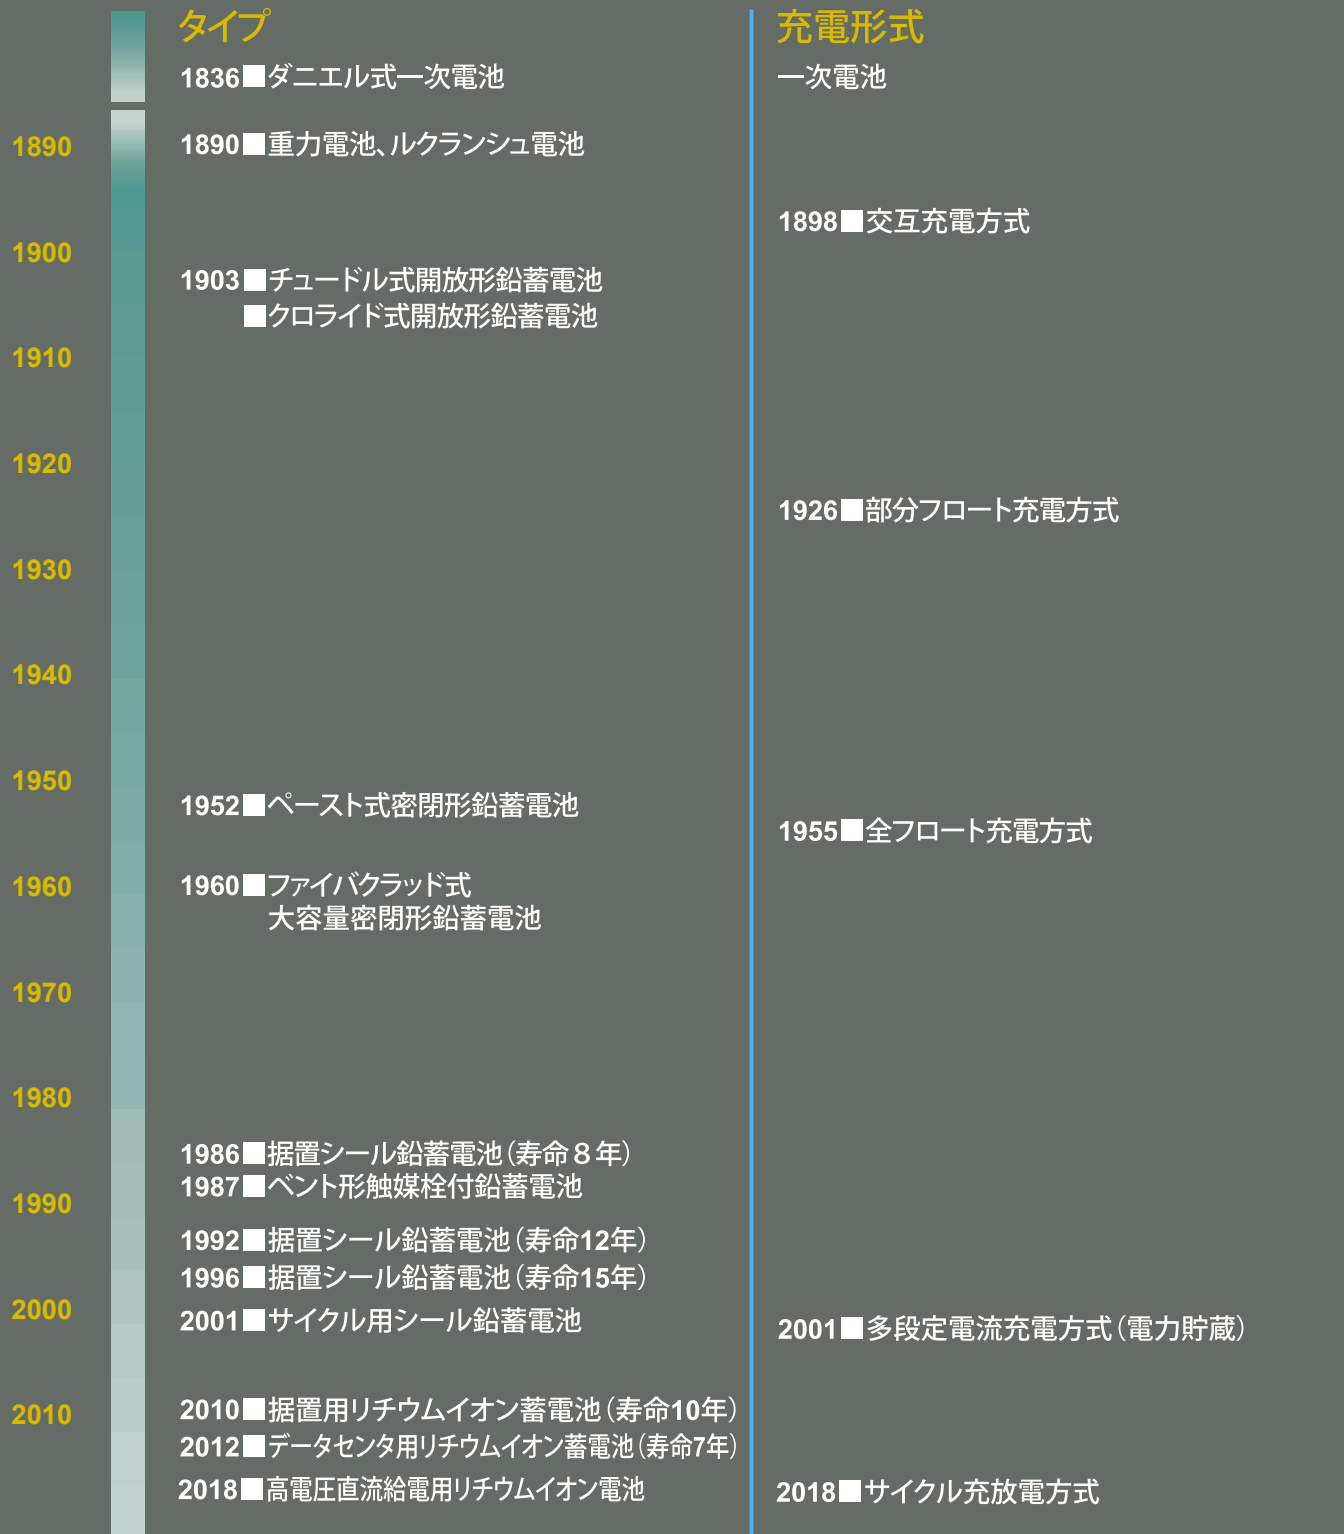 タイプ
1836■ダニエル式一次電池
1890
1890■重力電池、ルクランシュ電池
1900
1903■チュードル式開放形鉛蓄電池
■クロライド式開放形鉛蓄電池
1910
1920
1930
1940
1950
1952■ペースト式密閉形鉛蓄電池
1960
1960■ファイバクラッド式
大容量密閉形鉛蓄電池
1970
1980
1986■据置シール鉛蓄電池（寿命８年）
1987■ベント形触媒栓付鉛蓄電池
1990
1992■据置シール鉛蓄電池（寿命12年）
1996■据置シール鉛蓄電池（寿命15年）
2000
2001■サイクル用シール鉛蓄電池
2010
2010■据置用リチウムイオン蓄電池（寿命10年）
2012■データセンタ用リチウムイオン蓄電池（寿命7年）
2018■高電圧直流給電用リチウムイオン電池
充電形式
一次電池
1898■交互充電方式
1926■部分フロート充電方式
1955■全フロート充電方式
2001■多段定電流充電方式（電力貯蔵）
2018■サイクル充放電方式